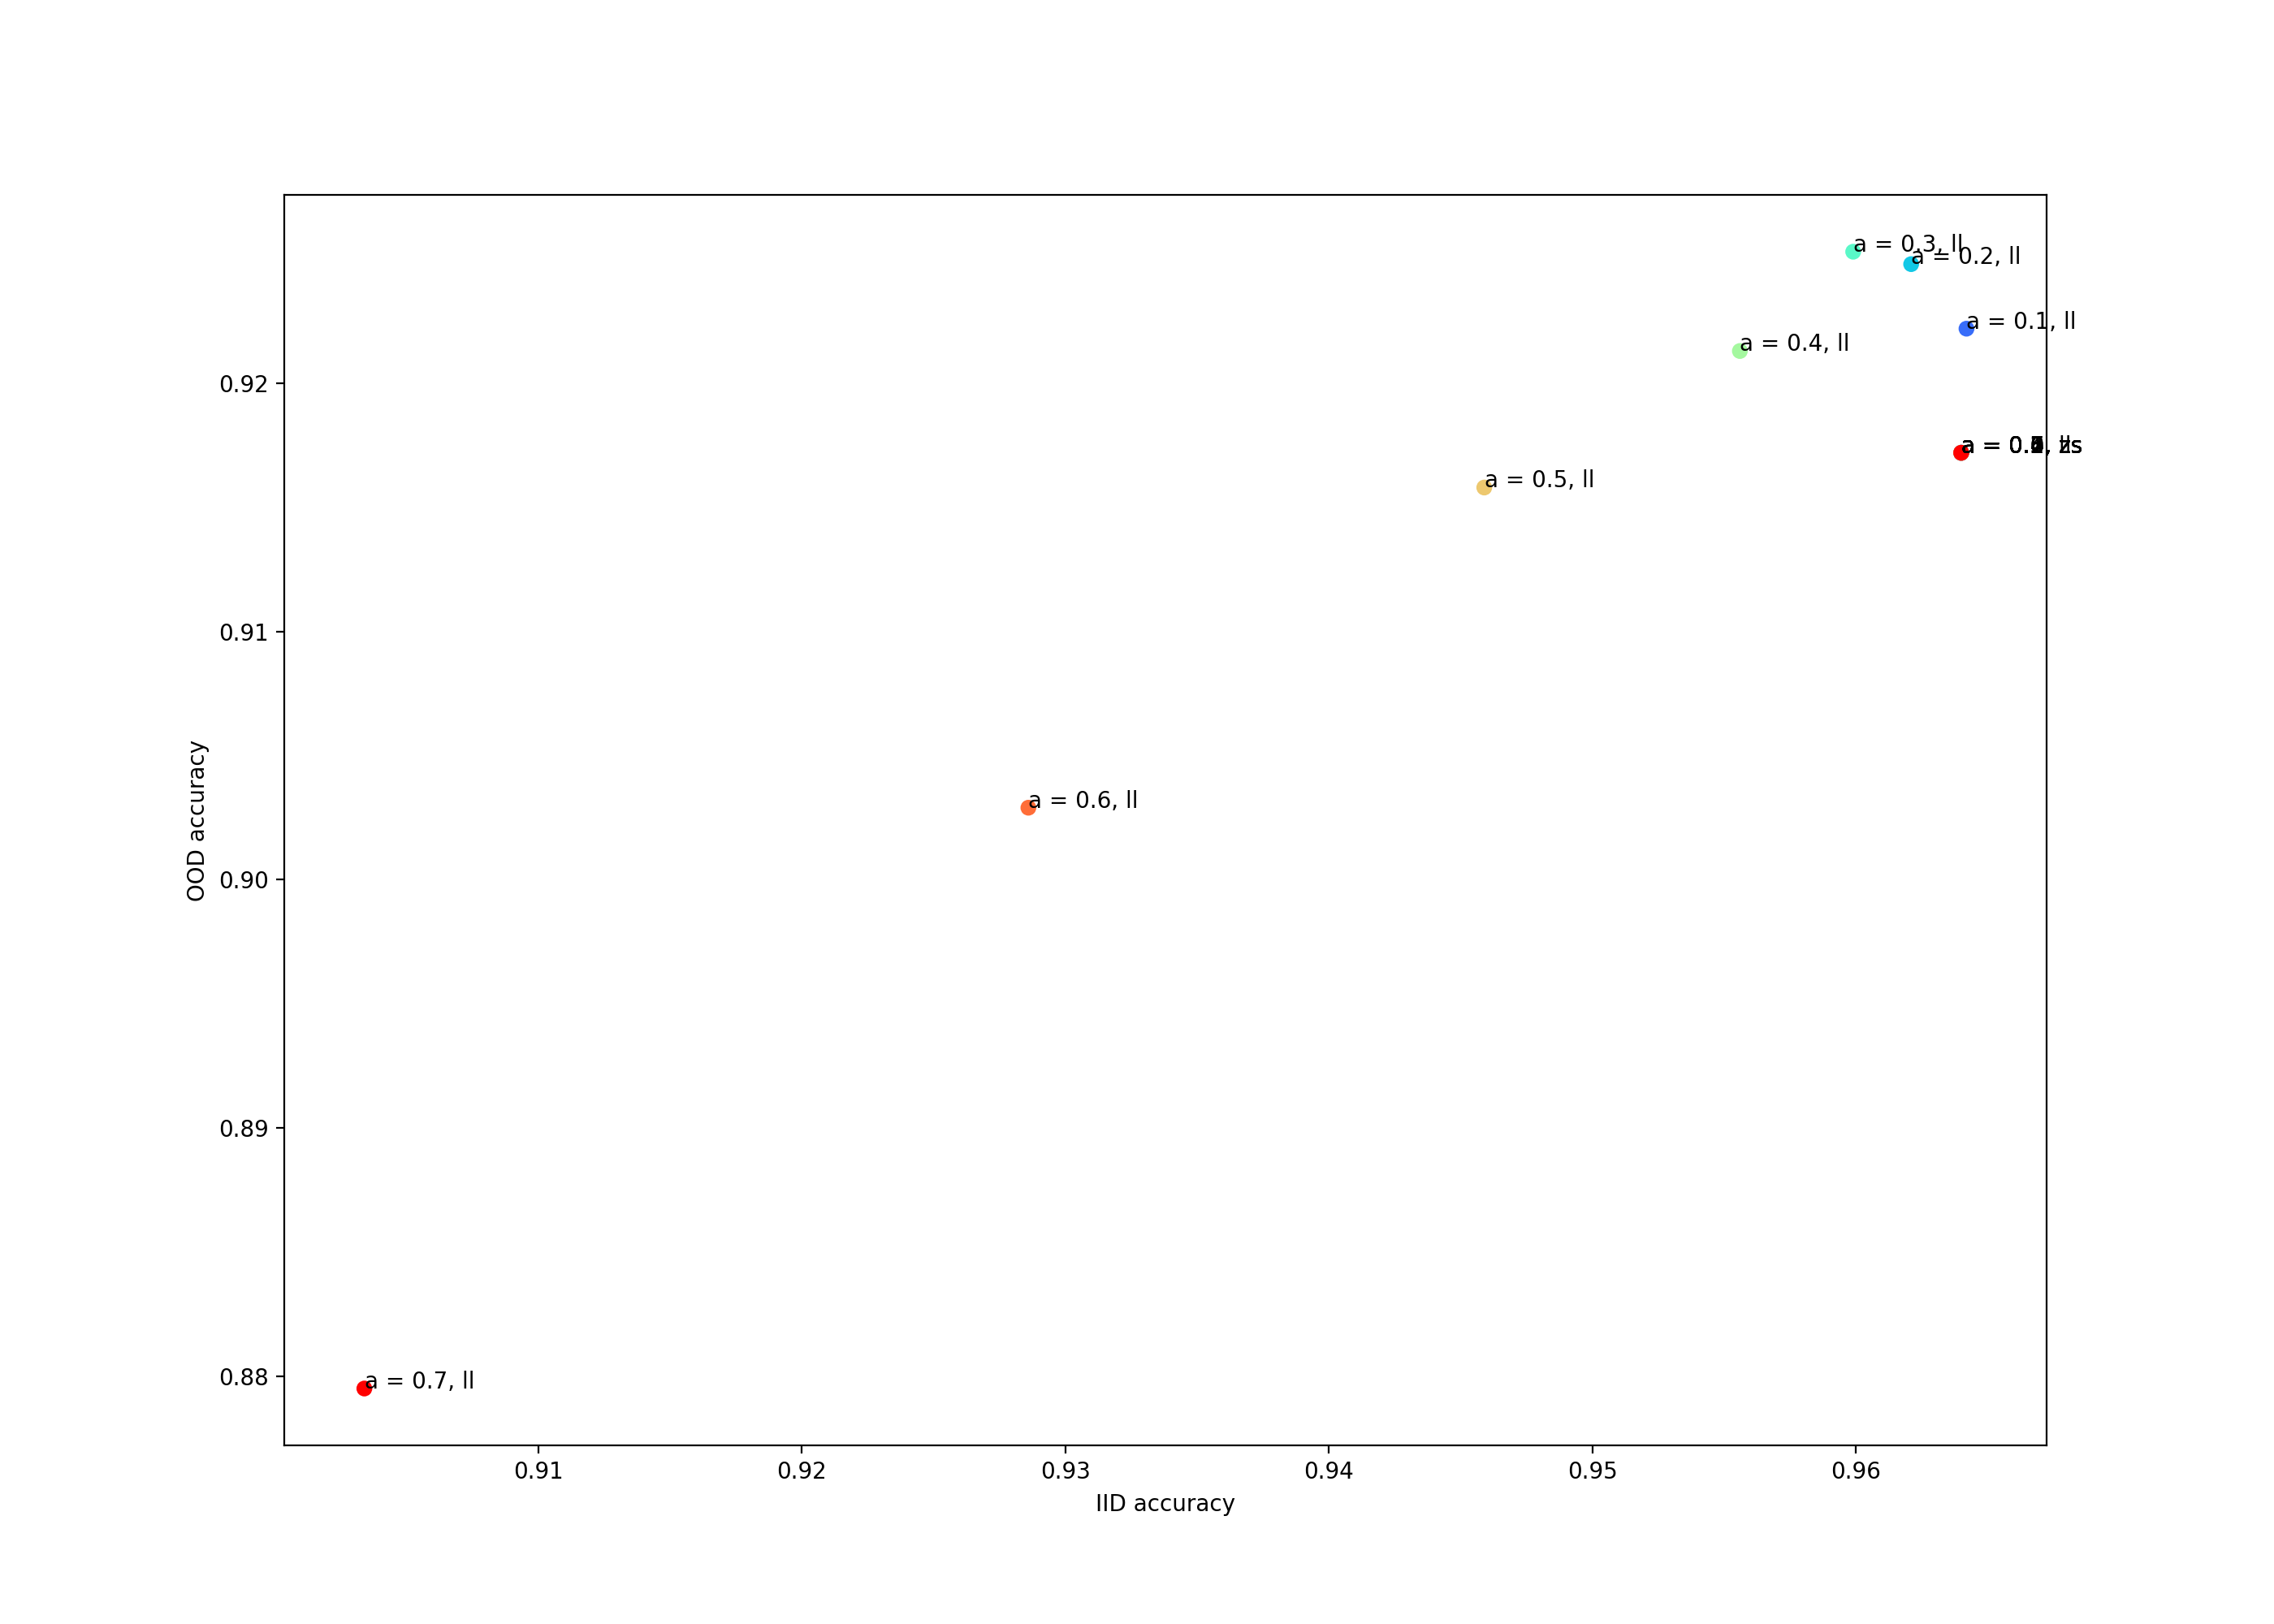 a = 0.3, ll
a = 0.2, ll
a = 0.1, ll
a = 0.4, ll
0.92
a = 0.5, ll
0.91
a = 0.6, ll
0.90
OOD accuracy
0.89
0.88
a = 0.7, ll
0.91
0.92
0.93
0.94
0.95
0.96
IID accuracy